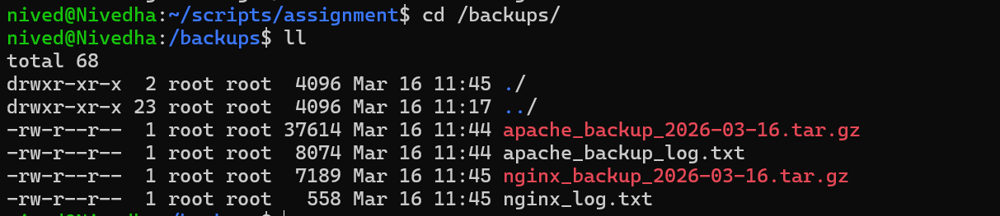 nived@Nivedha:~/scripts/assignment$ cd /backups/
nived@Nivedha:/backups$ ll
total 68
drwxr-xr-x  2 root root  4096 Mar 16 11:45 ./
drwxr-xr-x 23 root root  4096 Mar 16 11:17 ../
-rw-r--r--  1 root root 37614 Mar 16 11:44 apache_backup_2026-03-16.tar.gz
-rw-r--r--  1 root root  8074 Mar 16 11:44 apache_backup_log.txt
-rw-r--r--  1 root root  7189 Mar 16 11:45 nginx_backup_2026-03-16.tar.gz
-rw-r--r--  1 root root   558 Mar 16 11:45 nginx_log.txt